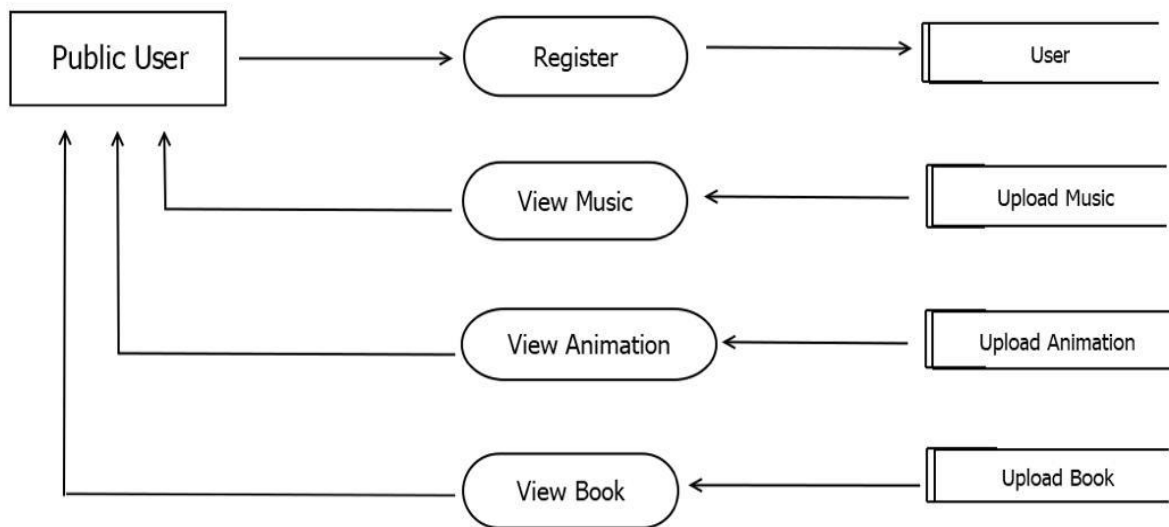 Public User
Register
User
View Music
Upload Music
View Animation
Upload Animation
View Book
Upload Book